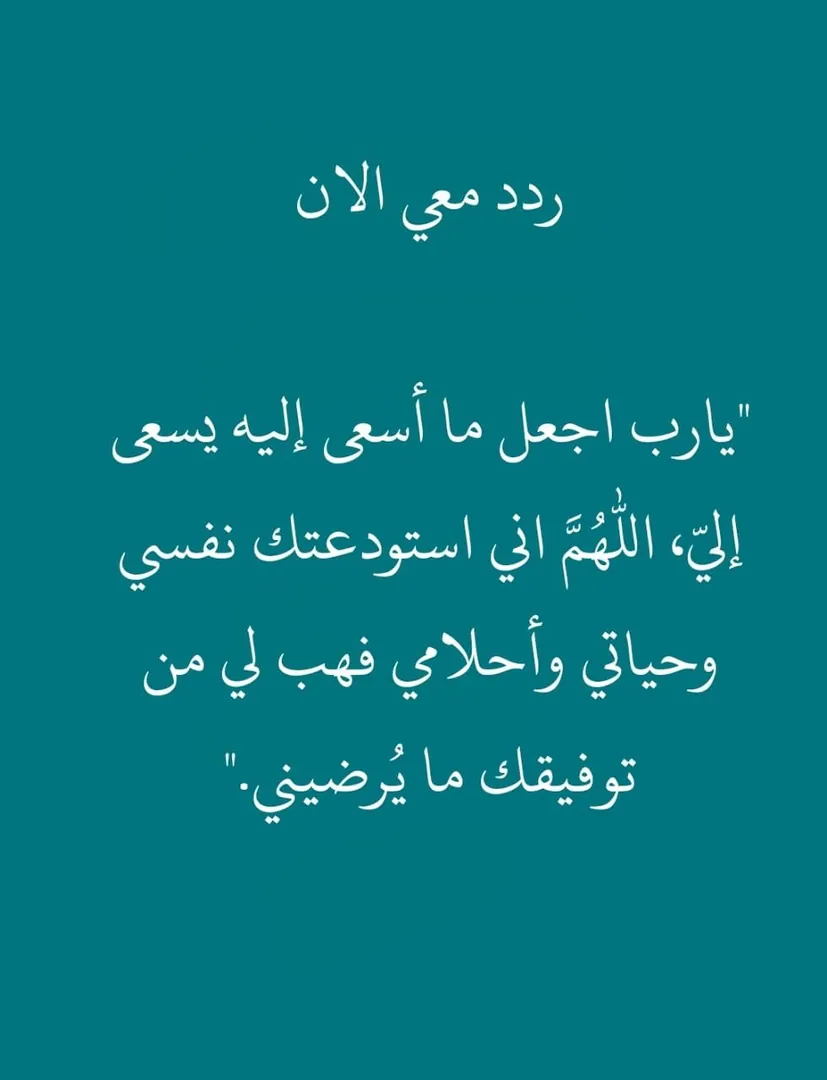 ردد معي الان
"يارب اجعل ما أسعى إليه يسعى
إليّ، اللّٰهُمَّ اني استودعتك نفسي
وحياتي وأحلامي فهب لي من
توفيقك ما يُرضيني."